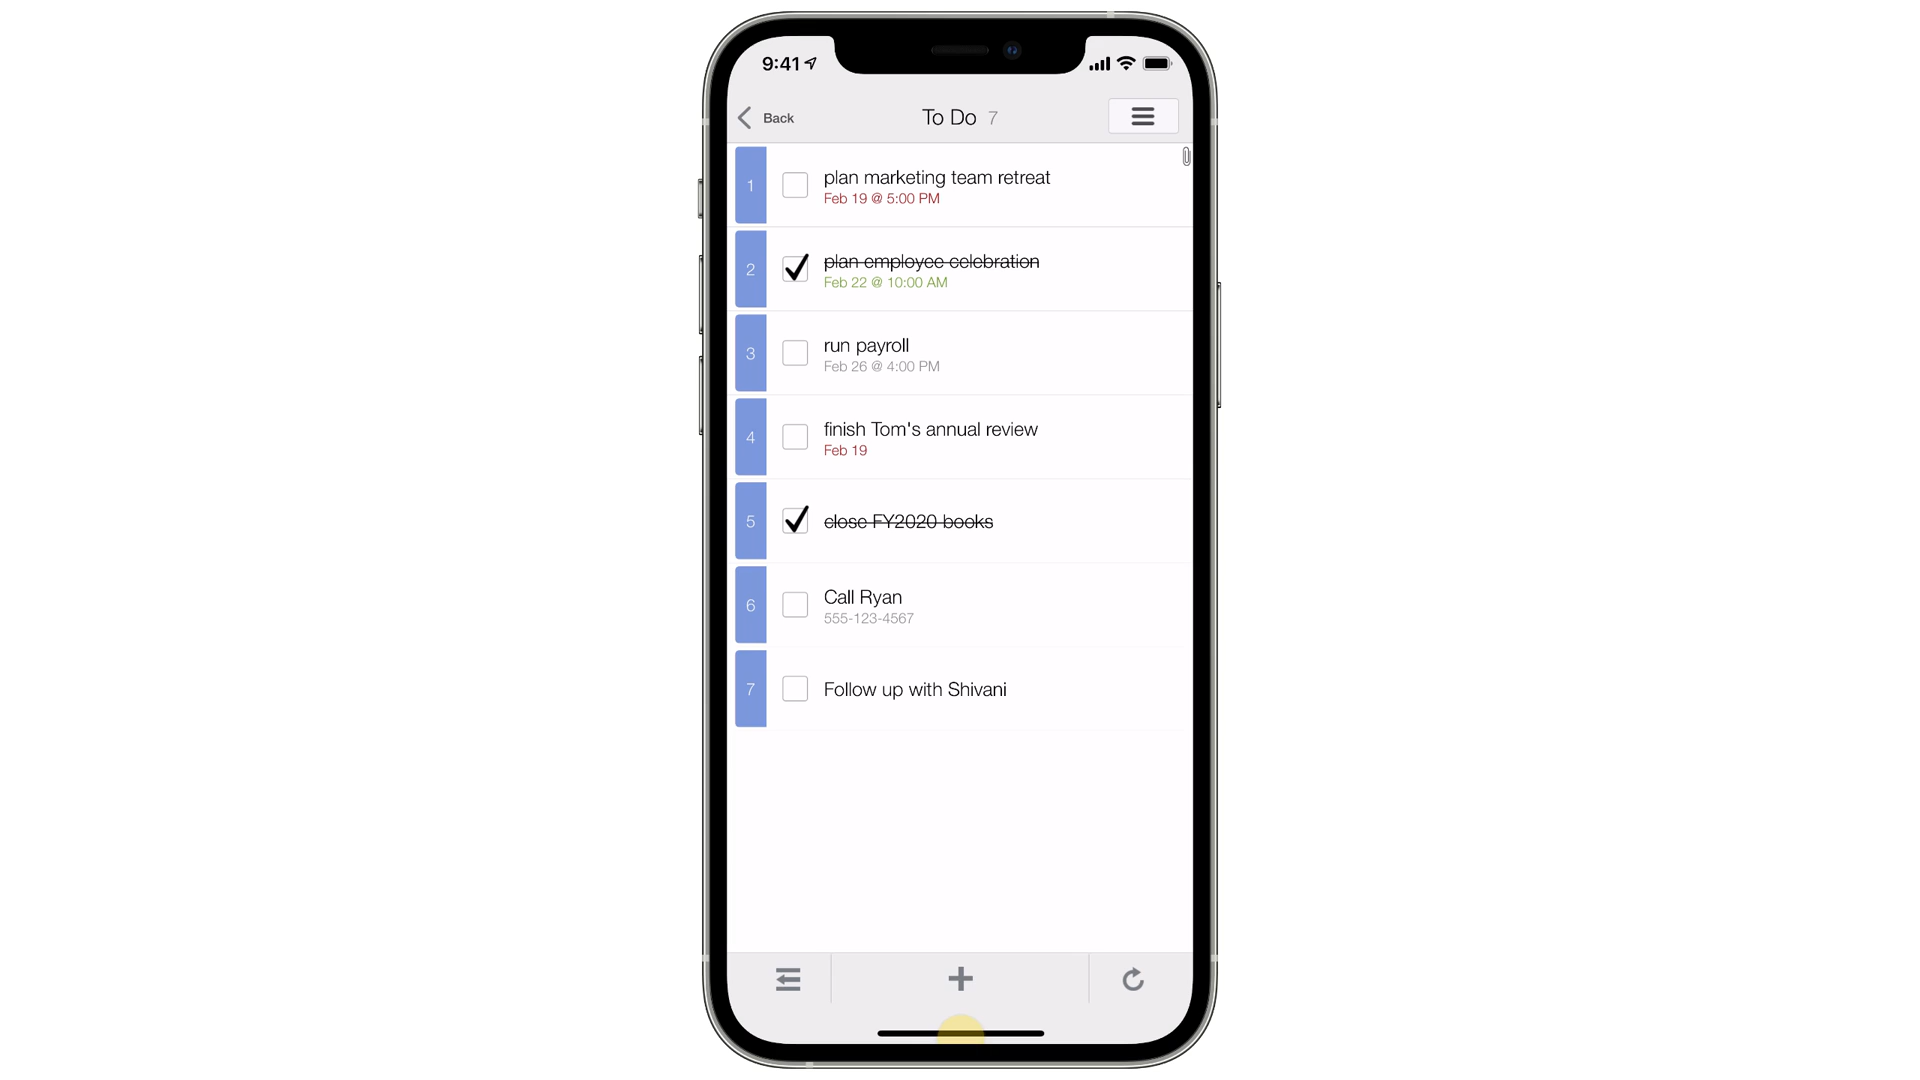 9:41
Back
To Do 7
1
plan marketing team retreat
Feb 19 @ 5:00 PM
2
plan employee celebration
Feb 22 @ 10:00 AM
3
run payroll
Feb 26 @ 4:00 PM
4
finish Tom's annual review
Feb 19
5
close FY2020 books
6
Call Ryan
555-123-4567
7
Follow up with Shivani